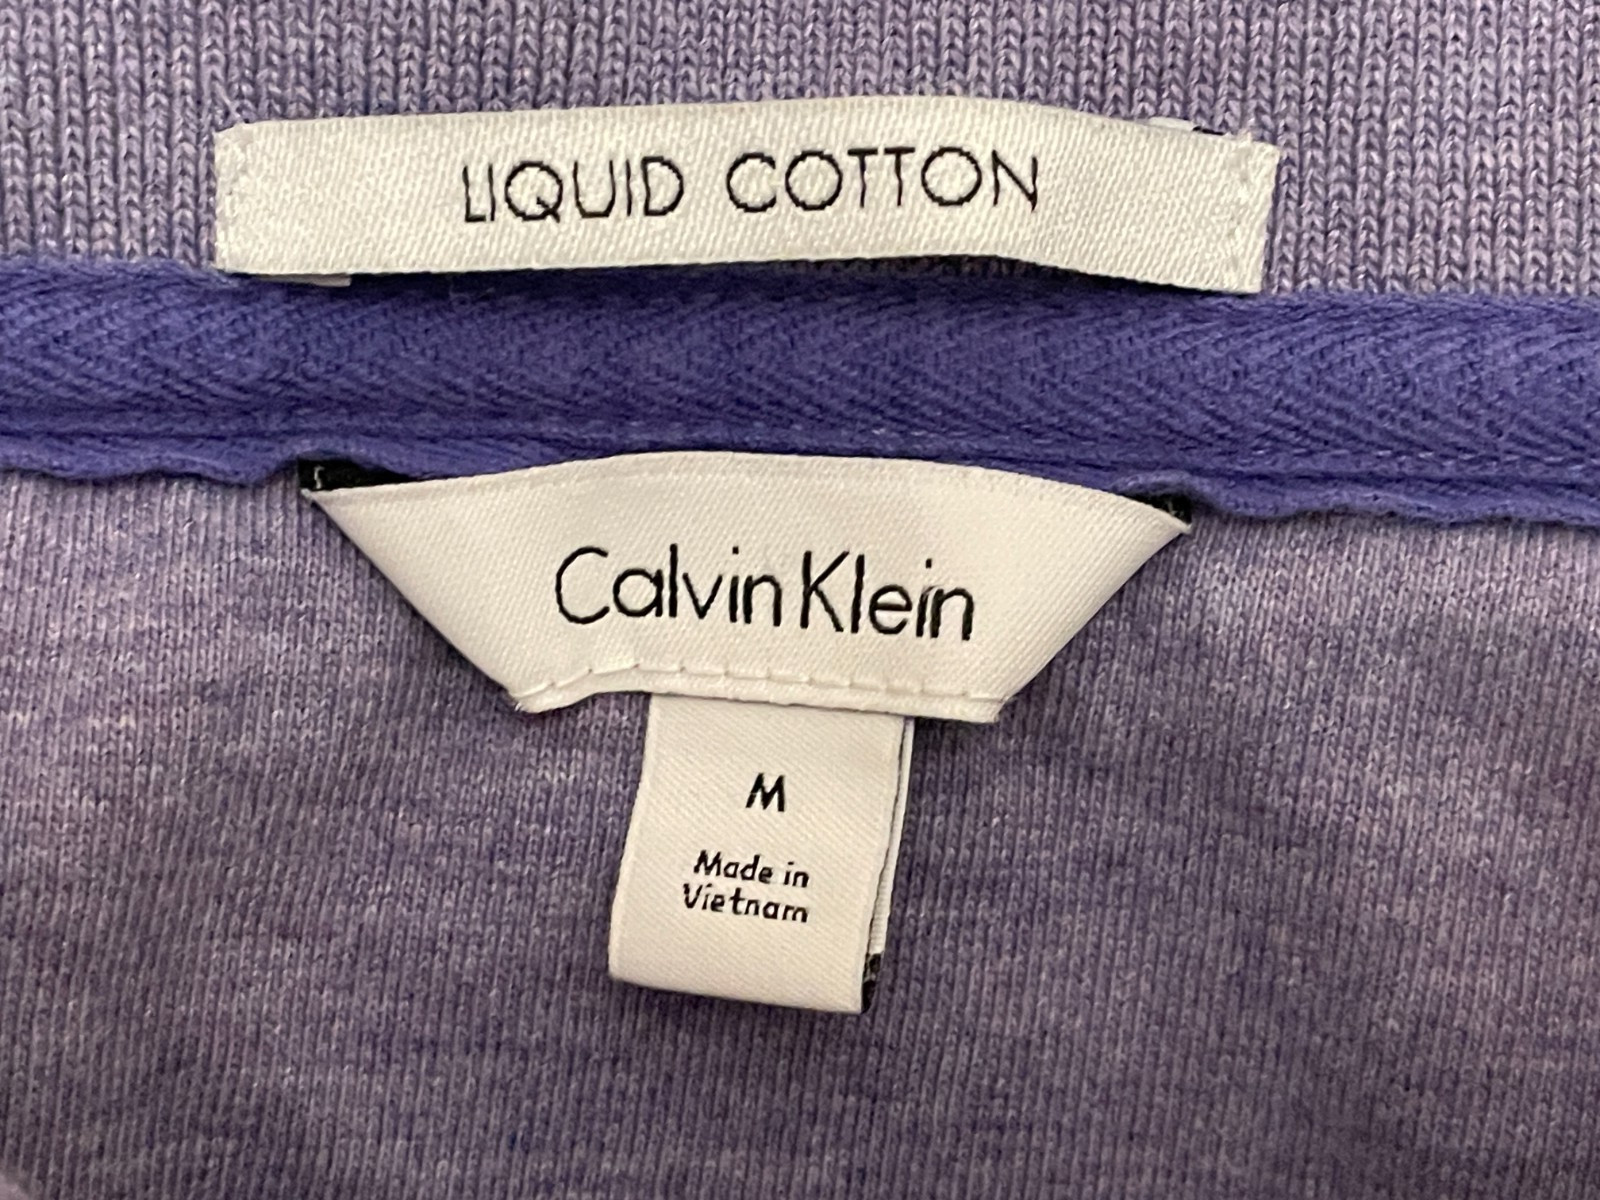 LIQUID COTTON
Calvin Klein
M
Made in
Vietnam